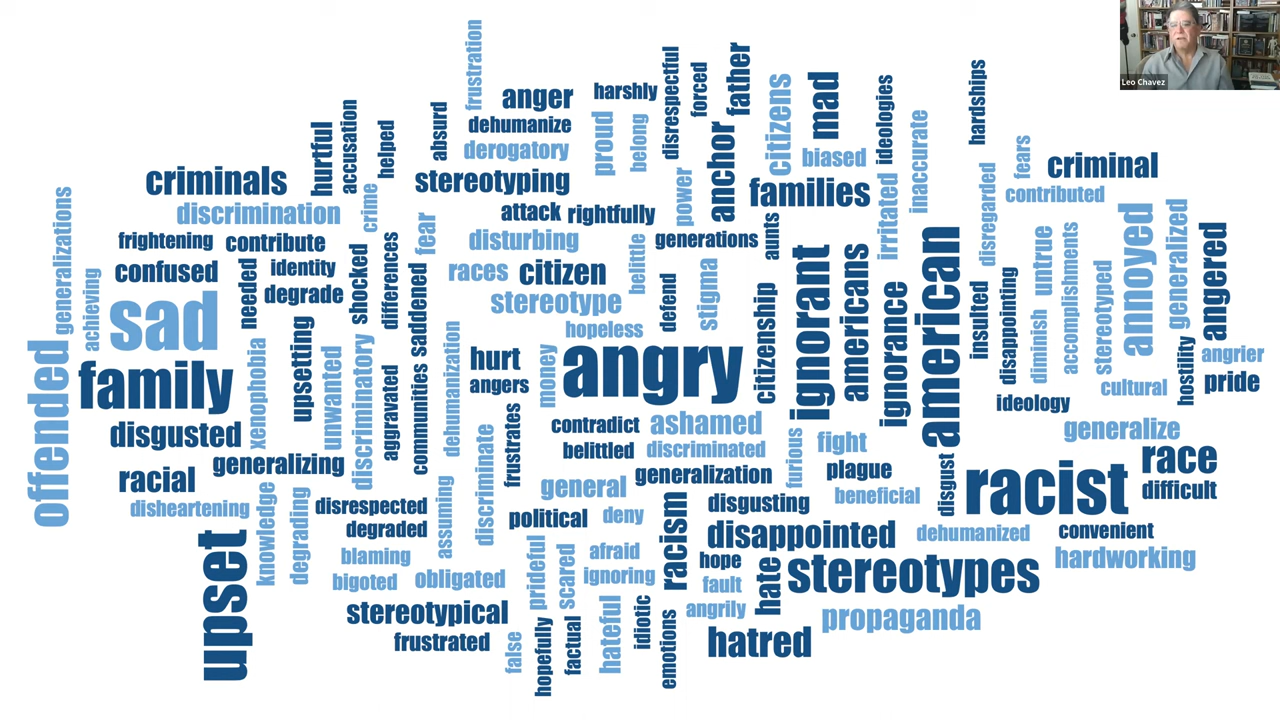 Leo Chavez
frustration
anger
harshly
disrespectful
forced
father
hurtful
accusation
helped
absurd
dehumanize
derogatory
proud
belong
anchor
citizens
mad
biased
ideologies
inaccurate
hardships
fears
criminal
contributed
criminals
discrimination
crime
stereotyping
power
families
irritated
disregarded
generalizations
frightening
contribute
attack
rightfully
disturbing
generations
aunts
confused
needed
identity
degrade
shocked
differences
fear
saddened
races
citizen
stereotype
belittle
defend
stigma
hopeless
achieving
sad
family
disgusted
xenophobia
upsetting
unwanted
discriminatory
aggravated
communities
dehumanization
hurt
angers
money
angry
citizenship
ignorant
americans
ignorance
american
insulted
disappointing
untrue
diminish
accomplishments
stereotyped
annoyed
generalized
angered
hostility
angrier
pride
cultural
ideology
generalize
offended
racial
generalizing
disheartening
knowledge
degrading
disrespected
degraded
assuming
discriminate
frustrates
contradict
ashamed
belittled
discriminated
generalization
furious
fight
plague
beneficial
disgust
racist
race
difficult
general
political
deny
racism
disgusting
disappointed
dehumanized
convenient
hardworking
upset
blaming
bigoted
obligated
prideful
scared
afraid
ignoring
hope
fault
angrily
hate
stereotypes
propaganda
stereotypical
frustrated
false
hopefully
factual
hateful
idiotic
emotions
hatred